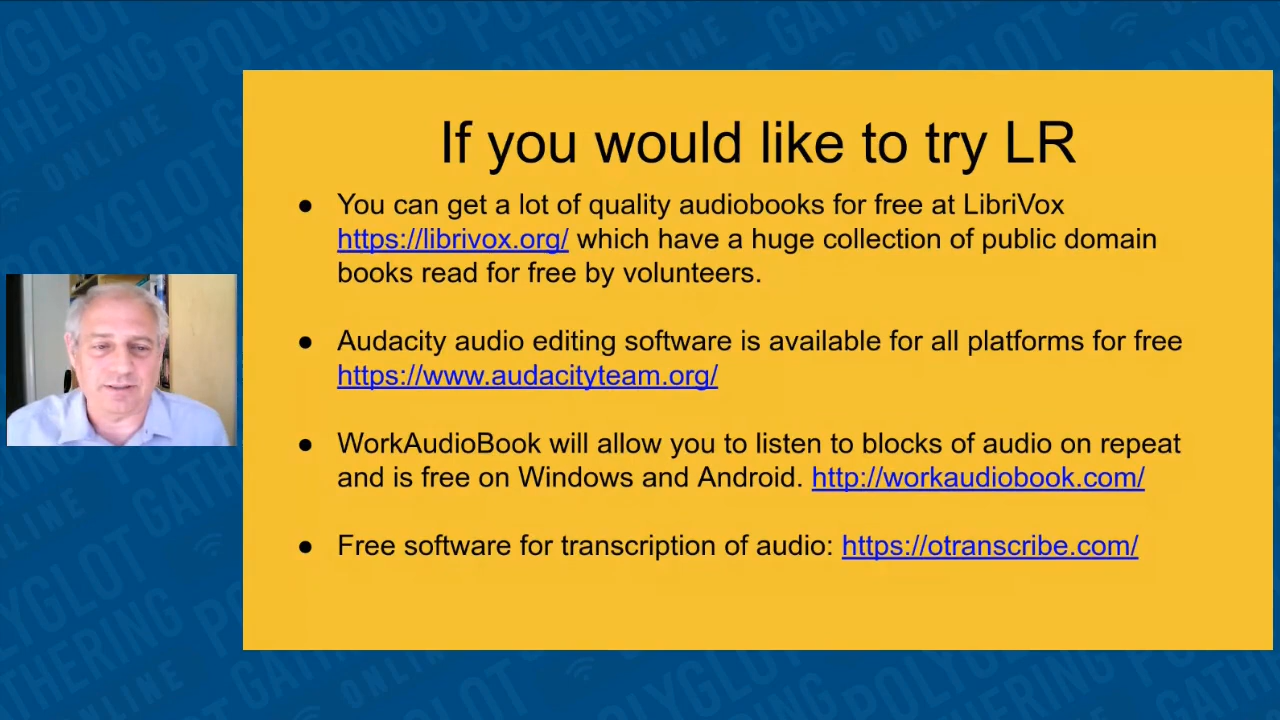 If you would like to try LR
● You can get a lot of quality audiobooks for free at LibriVox
https://librivox.org/ which have a huge collection of public domain
books read for free by volunteers.
● Audacity audio editing software is available for all platforms for free
https://www.audacityteam.org/
● WorkAudioBook will allow you to listen to blocks of audio on repeat
and is free on Windows and Android. http://workaudiobook.com/
● Free software for transcription of audio: https://otranscribe.com/
POLYGLOT
GATHERING
ONLINE